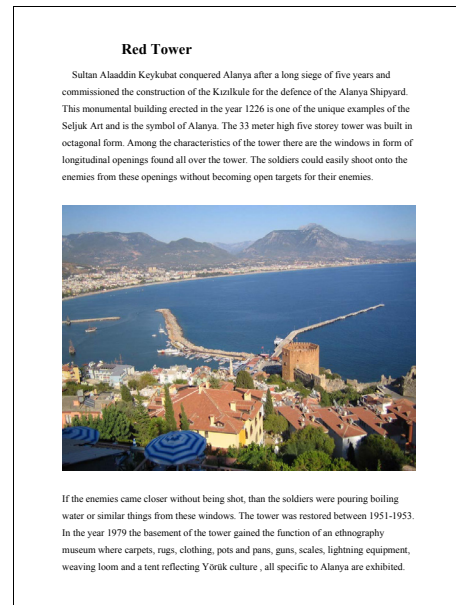 Red Tower
Sultan Alaaddin Keykubat conquered Alanya after a long siege of five years and
commissioned the construction of the Kızılkule for the defence of the Alanya Shipyard.
This monumental building erected in the year 1226 is one of the unique examples of the
Seljuk Art and is the symbol of Alanya. The 33 meter high five storey tower was built in
octagonal form. Among the characteristics of the tower there are the windows in form of
longitudinal openings found all over the tower. The soldiers could easily shoot onto the
enemies from these openings without becoming open targets for their enemies.
If the enemies came closer without being shot, than the soldiers were pouring boiling
water or similar things from these windows. The tower was restored between 1951-1953.
In the year 1979 the basement of the tower gained the function of an ethnography
museum where carpets, rugs, clothing, pots and pans, guns, scales, lightning equipment,
weaving loom and a tent reflecting Yörük culture , all specific to Alanya are exhibited.